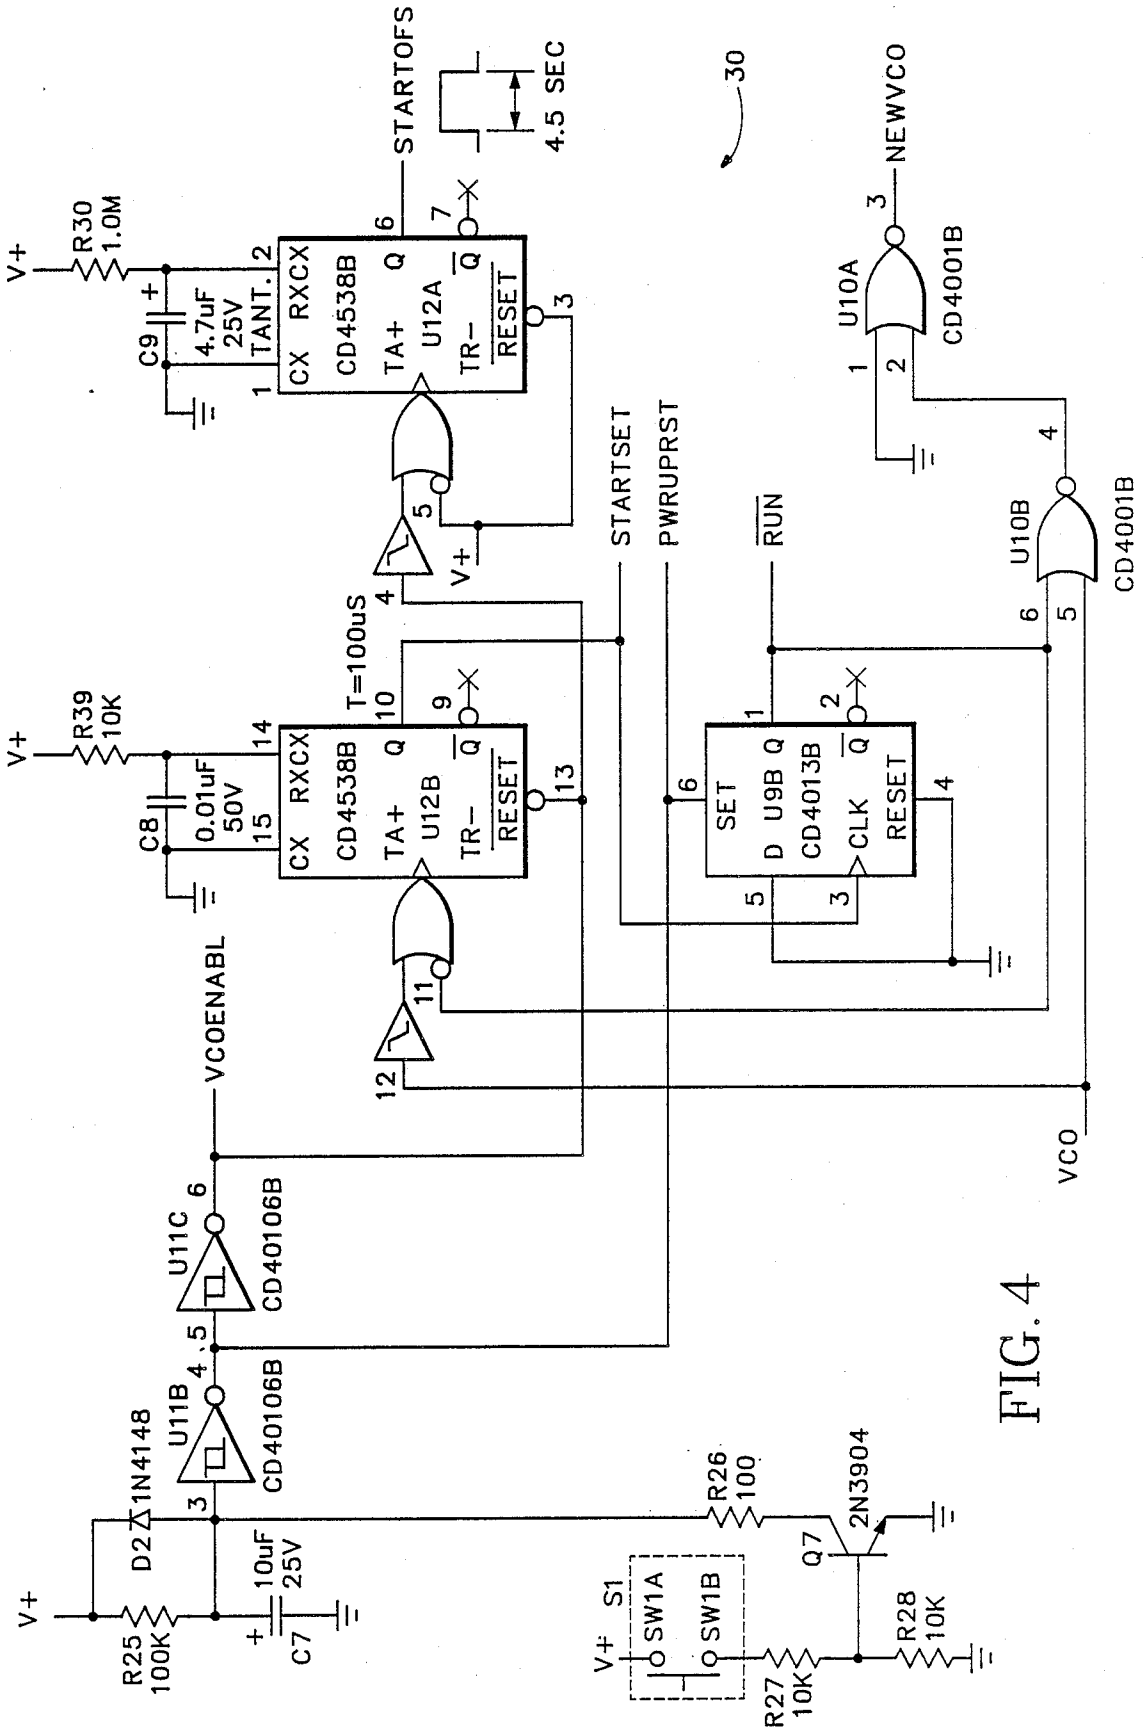 V+
R30
1.0M
C9
+
4.7uF
25V
TANT.
1
2
CX
RXCX
CD4538B
TA+
Q
U12A
TR-
Q
RESET
6
7
3
5
4
V+
STARTOFS
4.5 SEC
V+
R39
10K
C8
0.01uF
50V
15
14
CX
RXCX
CD4538B
TA+
Q
U12B
TR-
Q
RESET
T=100uS
10
9
13
11
12
STARTSET
PWRUPRST
RUN
6
SET
D
U9B
Q
CD4013B
CLK
Q
RESET
1
2
4
5
3
30
NEWVCO
3
U10A
1
2
CD4001B
4
U10B
6
5
CD4001B
VCO
VCOENABL
U11C
6
5
CD40106B
U11B
4
3
CD40106B
V+
R25
100K
D2
1N4148
+
10uF
25V
C7
R26
100
Q7
2N3904
V+
S1
SW1A
SW1B
R27
10K
R28
10K
FIG. 4